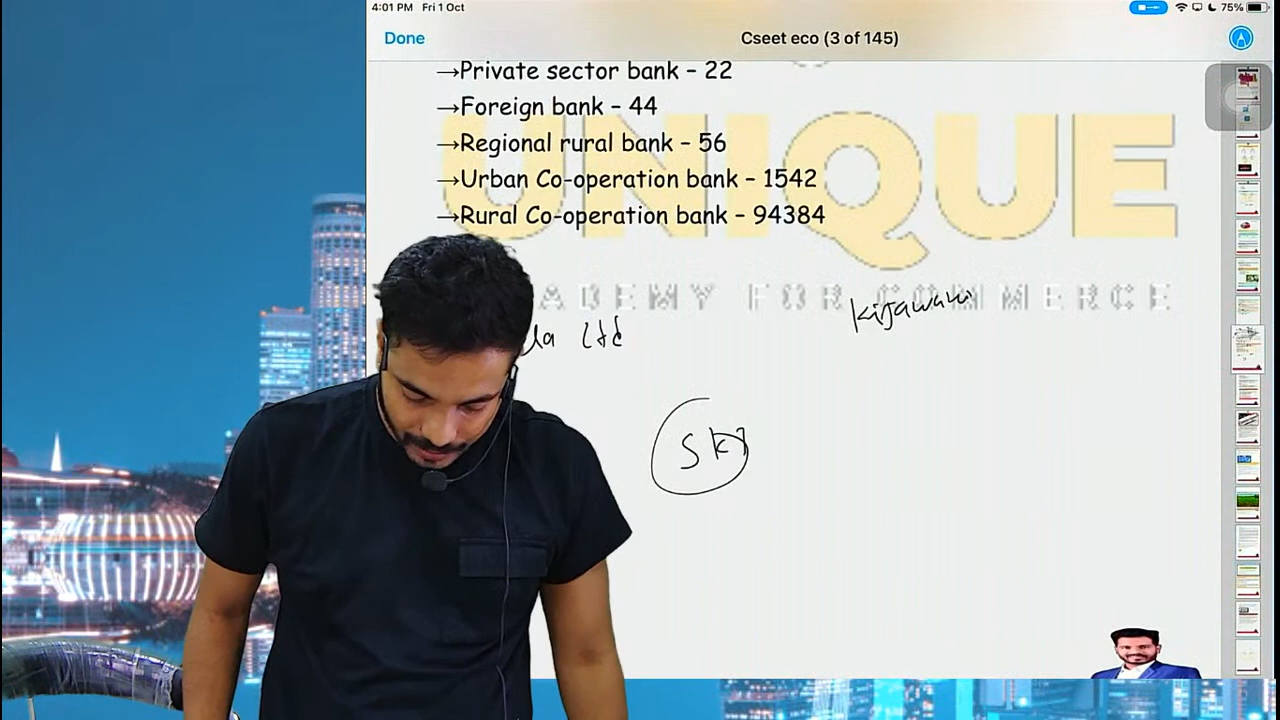 4:01 PM Fri 1 Oct
75%
Done
Cseet eco (3 of 145)
→Private sector bank – 22
→Foreign bank – 44
→Regional rural bank – 56
→Urban Co-operation bank – 1542
→Rural Co-operation bank – 94384
UNIQUE
ADEMY FOR COMMERCE
Ltd